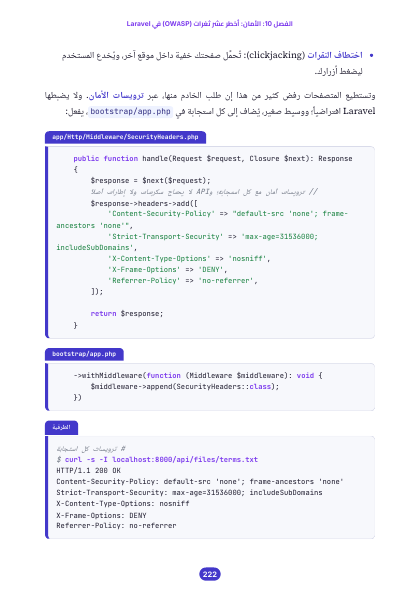 الفصل 10: الأمان: أخطر عشر ثغرات (OWASP) في Laravel
• اختطاف النقرات (clickjacking): تُحمَّل صفحتك خفية داخل موقع آخر، ويُخدع المستخدم
ليضغط أزرارك.
وتستطيع المتصفحات رفض كثير من هذا إن طلب الخادم منها، عبر ترويسات الأمان. ولا يضبطها
Laravel افتراضياً؛ ووسيط صغير، يُضاف إلى كل استجابة في bootstrap/app.php، يفعل:
app/Http/Middleware/SecurityHeaders.php
public function handle(Request $request, Closure $next): Response
{
$response = $next($request);
// ترويسات أمان مع كل استجابة؛ وAPI لا يحتاج سكربتات ولا إطارات أصلًا
$response->headers->add([
'Content-Security-Policy' => "default-src 'none'; frame-
ancestors 'none'",
'Strict-Transport-Security' => 'max-age=31536000;
includeSubDomains',
'X-Content-Type-Options' => 'nosniff',
'X-Frame-Options' => 'DENY',
'Referrer-Policy' => 'no-referrer',
]);
return $response;
}
bootstrap/app.php
->withMiddleware(function (Middleware $middleware): void {
$middleware->append(SecurityHeaders::class);
})
الطرفية
# ترويسات كل استجابة
$ curl -s -I localhost:8000/api/files/terms.txt
HTTP/1.1 200 OK
Content-Security-Policy: default-src 'none'; frame-ancestors 'none'
Strict-Transport-Security: max-age=31536000; includeSubDomains
X-Content-Type-Options: nosniff
X-Frame-Options: DENY
Referrer-Policy: no-referrer
222